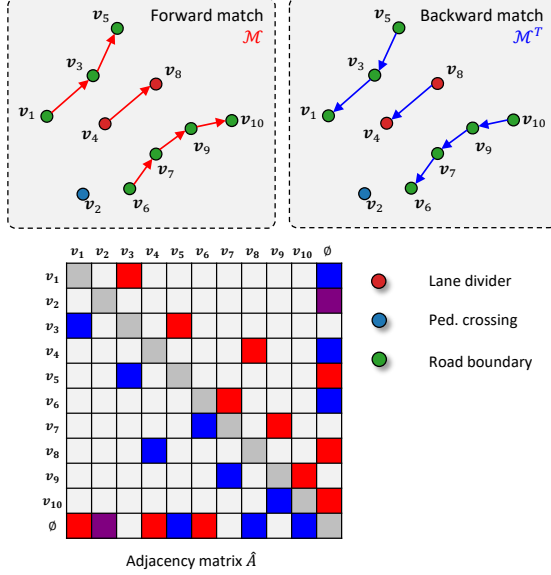 Forward match
ℳ
v₅
v₃
v₈
v₁
v₄
v₁₀
v₉
v₇
v₂
v₆
Backward match
ℳᵀ
v₅
v₃
v₈
v₁
v₄
v₁₀
v₉
v₇
v₂
v₆
v₁ v₂ v₃ v₄ v₅ v₆ v₇ v₈ v₉ v₁₀ ∅
v₁
v₂
v₃
v₄
v₅
v₆
v₇
v₈
v₉
v₁₀
∅
Lane divider
Ped. crossing
Road boundary
Adjacency matrix Â